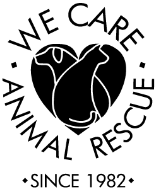 WE CARE
ANIMAL RESCUE
• SINCE 1982 •